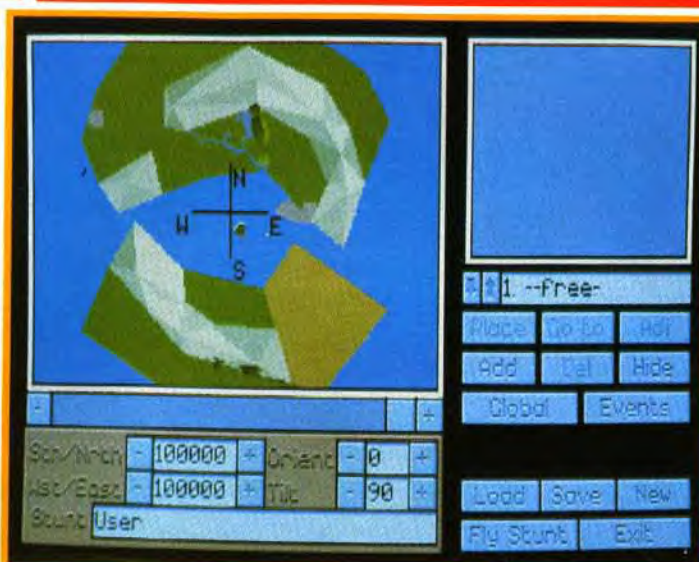 N
W E
S
1. --free-
Place Go to Adj
Add Del Hide
Global Events
- +
Sth/Nrth - 100000 + Orient - 0 +
Wst/East - 100000 + Tilt - 90 +
Stunt User
Load Save New
Fly Stunt Exit